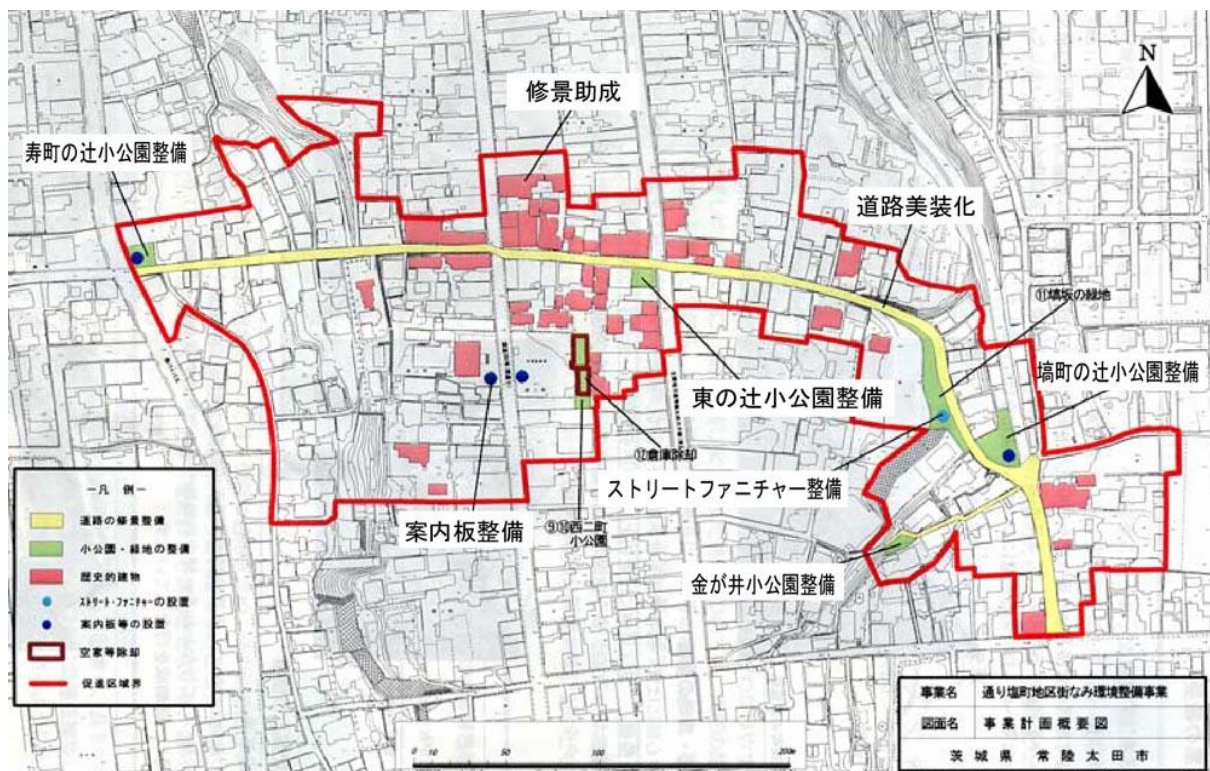 N
修景助成
寿町の辻小公園整備
道路美装化
⑪塙坂の緑地
塙町の辻小公園整備
東の辻小公園整備
⑫倉庫除却
ストリートファニチャー整備
案内板整備
⑨⑩西二町
小公園
金が井小公園整備
－凡 例－
道路の修景整備
小公園・緑地の整備
歴史的建物
ストリート・ファニチャーの設置
案内板等の設置
空家等除却
促進区域界
0 10 50 100 200m
事業名 通り塩町地区街なみ環境整備事業
図面名 事業計画概要図
茨城県 常陸太田市